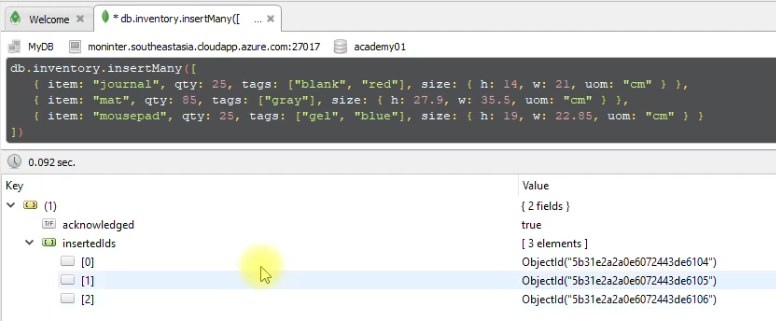 Welcome
* db.inventory.insertMany([ ...
MyDB moninter.southeastasia.cloudapp.azure.com:27017 academy01
db.inventory.insertMany([
{ item: "journal", qty: 25, tags: ["blank", "red"], size: { h: 14, w: 21, uom: "cm" } },
{ item: "mat", qty: 85, tags: ["gray"], size: { h: 27.9, w: 35.5, uom: "cm" } },
{ item: "mousepad", qty: 25, tags: ["gel", "blue"], size: { h: 19, w: 22.85, uom: "cm" } }
])
0.092 sec.
Key Value
(1) { 2 fields }
T/F acknowledged true
insertedIds [ 3 elements ]
[0] ObjectId("5b31e2a2a0e6072443de6104")
[1] ObjectId("5b31e2a2a0e6072443de6105")
[2] ObjectId("5b31e2a2a0e6072443de6106")